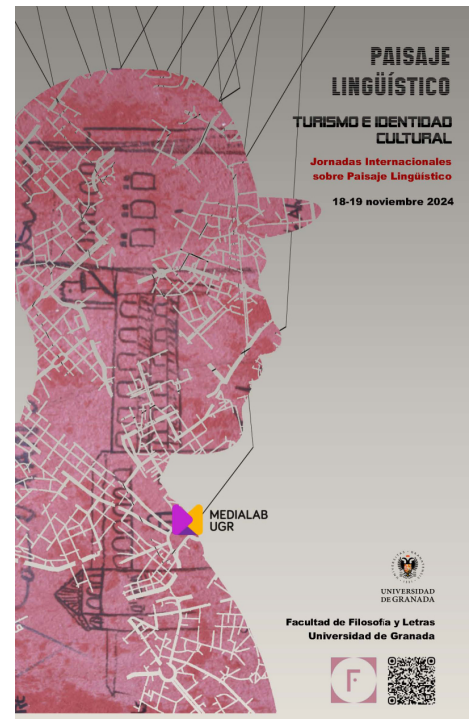 PAISAJE
LINGÜÍSTICO
TURISMO E IDENTIDAD
CULTURAL
Jornadas Internacionales
sobre Paisaje Lingüístico
18-19 noviembre 2024
MEDIALAB
UGR
UNIVERSIDAD
DE GRANADA
Facultad de Filosofia y Letras
Universidad de Granada
F